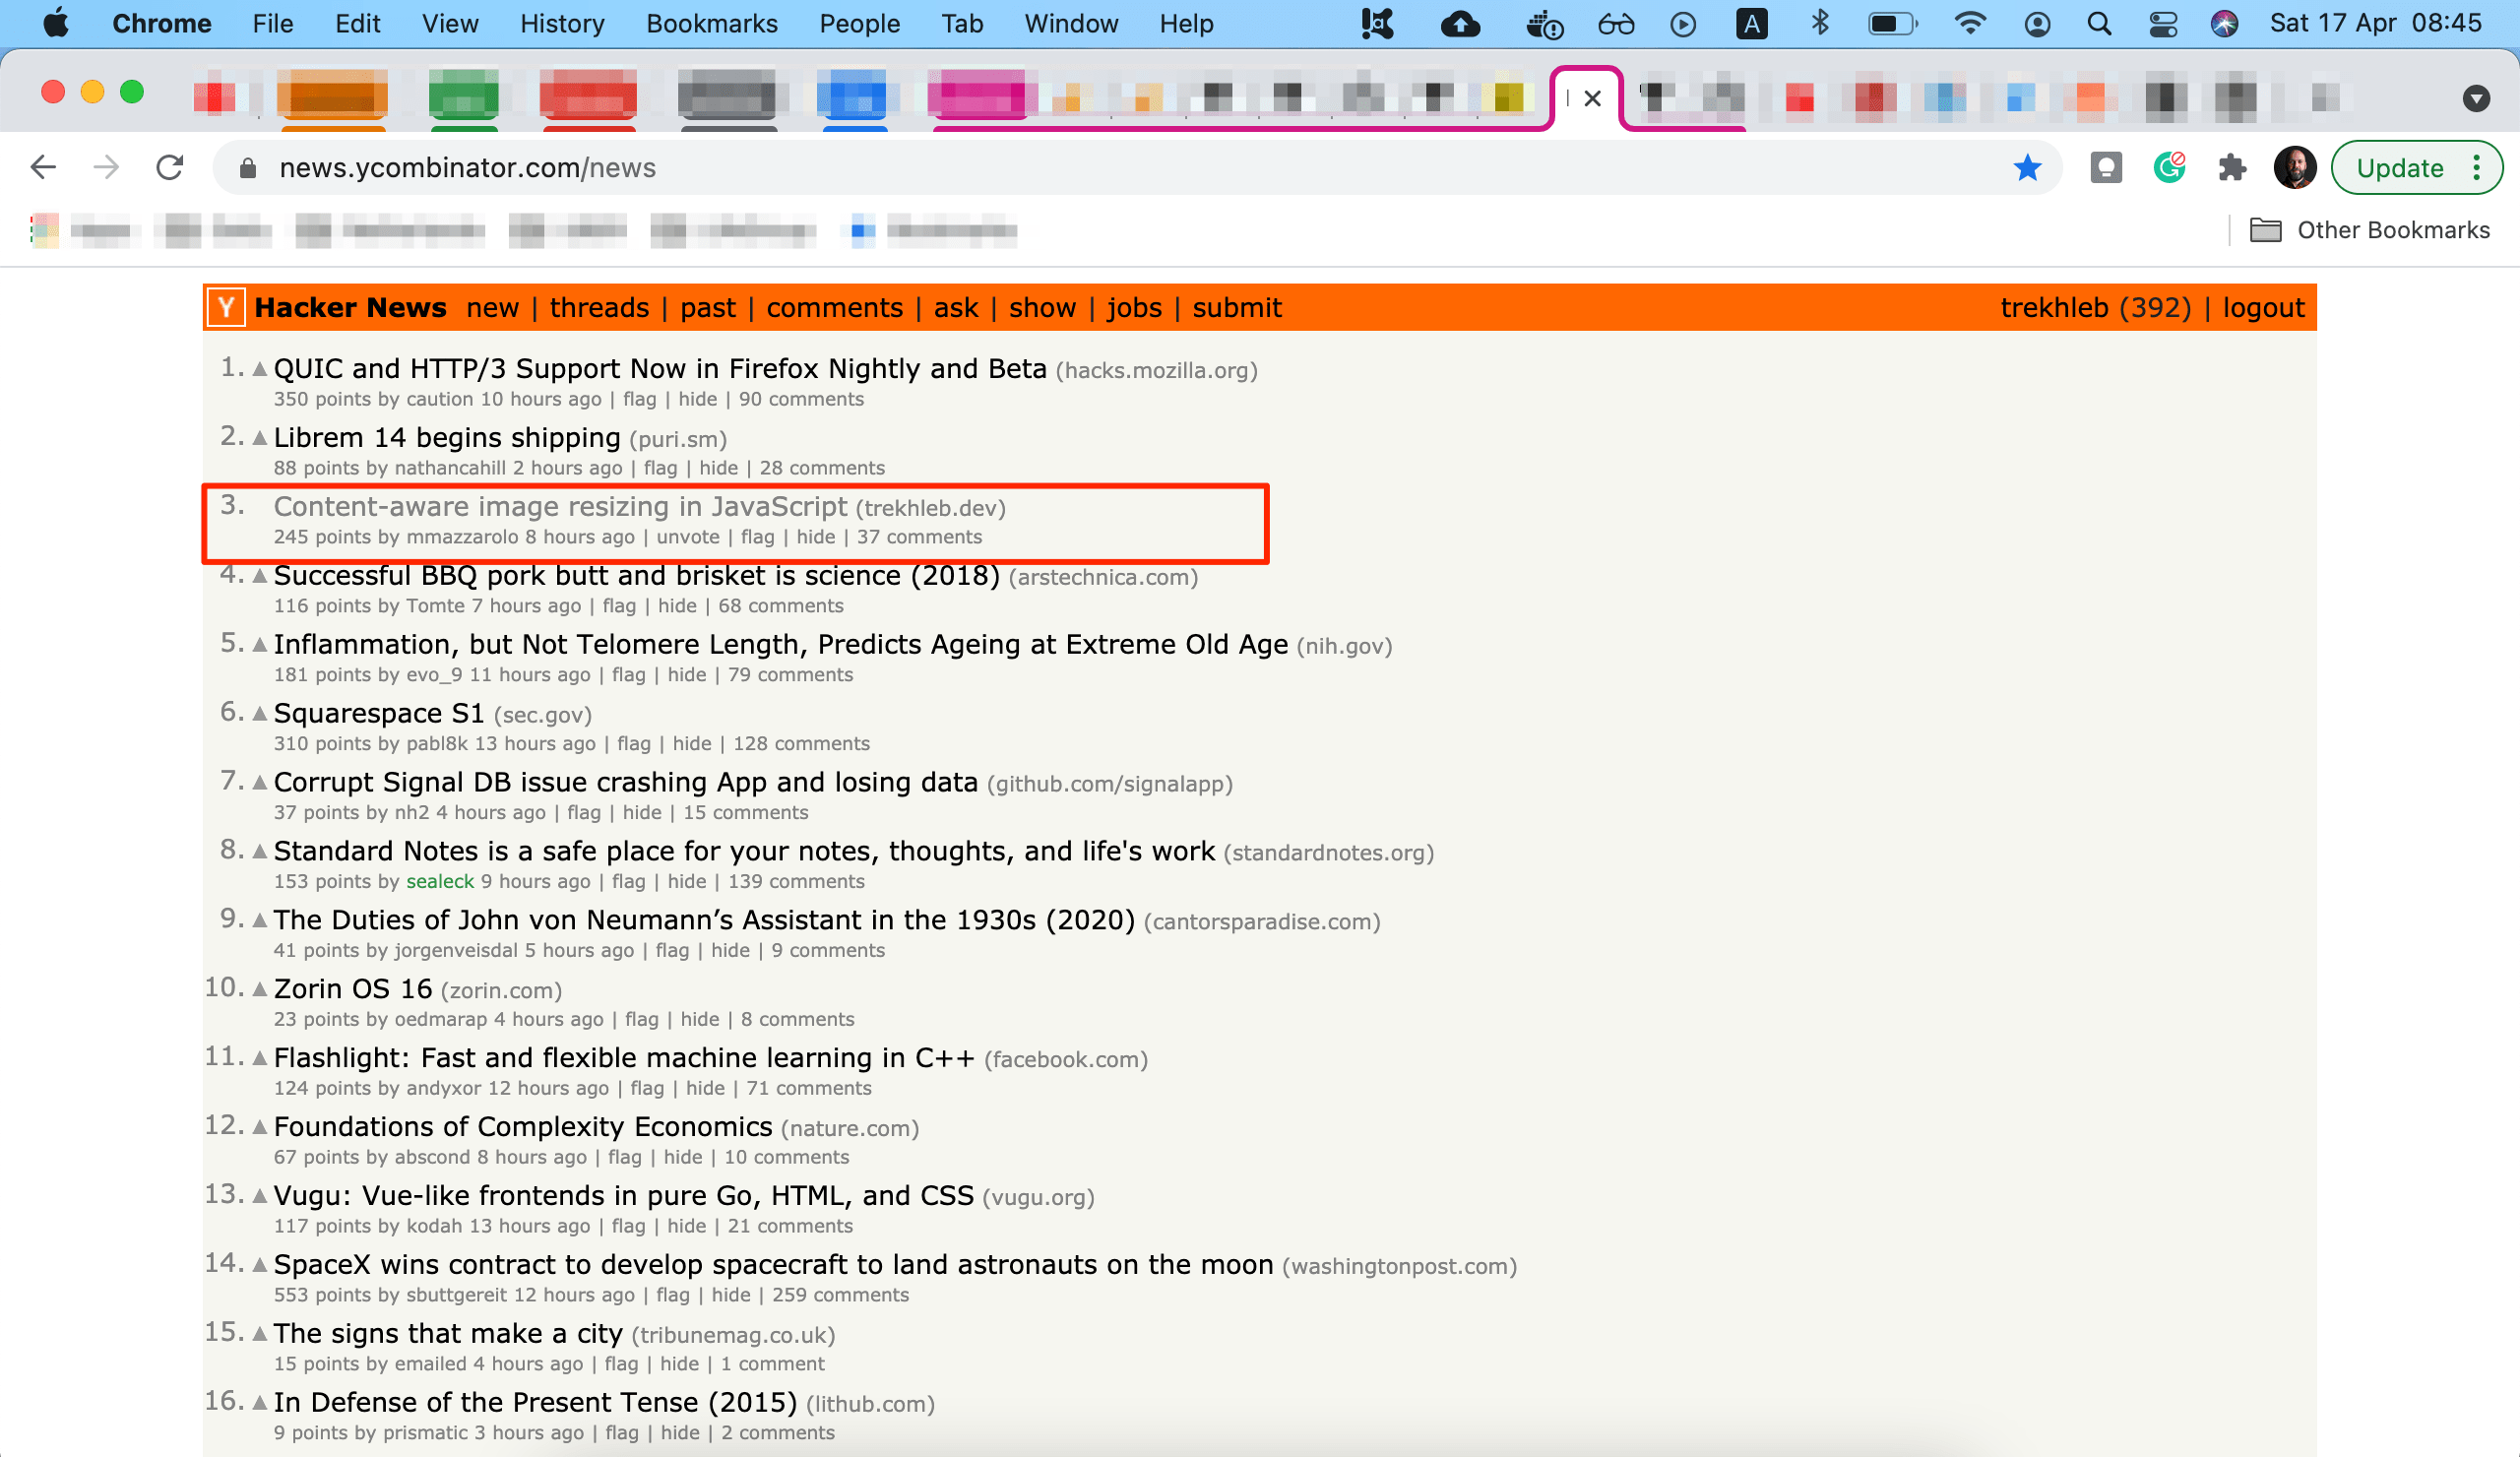 Chrome File Edit View History Bookmarks People Tab Window Help A Sat 17 Apr 08:45
news.ycombinator.com/news Update
Other Bookmarks
Y Hacker News new | threads | past | comments | ask | show | jobs | submit trekhleb (392) | logout
1. QUIC and HTTP/3 Support Now in Firefox Nightly and Beta (hacks.mozilla.org)
350 points by caution 10 hours ago | flag | hide | 90 comments
2. Librem 14 begins shipping (puri.sm)
88 points by nathancahill 2 hours ago | flag | hide | 28 comments
3. Content-aware image resizing in JavaScript (trekhleb.dev)
245 points by mmazzarolo 8 hours ago | unvote | flag | hide | 37 comments
4. Successful BBQ pork butt and brisket is science (2018) (arstechnica.com)
116 points by Tomte 7 hours ago | flag | hide | 68 comments
5. Inflammation, but Not Telomere Length, Predicts Ageing at Extreme Old Age (nih.gov)
181 points by evo_9 11 hours ago | flag | hide | 79 comments
6. Squarespace S1 (sec.gov)
310 points by pabl8k 13 hours ago | flag | hide | 128 comments
7. Corrupt Signal DB issue crashing App and losing data (github.com/signalapp)
37 points by nh2 4 hours ago | flag | hide | 15 comments
8. Standard Notes is a safe place for your notes, thoughts, and life's work (standardnotes.org)
153 points by sealeck 9 hours ago | flag | hide | 139 comments
9. The Duties of John von Neumann’s Assistant in the 1930s (2020) (cantorsparadise.com)
41 points by jorgenveisdal 5 hours ago | flag | hide | 9 comments
10. Zorin OS 16 (zorin.com)
23 points by oedmarap 4 hours ago | flag | hide | 8 comments
11. Flashlight: Fast and flexible machine learning in C++ (facebook.com)
124 points by andyxor 12 hours ago | flag | hide | 71 comments
12. Foundations of Complexity Economics (nature.com)
67 points by abscond 8 hours ago | flag | hide | 10 comments
13. Vugu: Vue-like frontends in pure Go, HTML, and CSS (vugu.org)
117 points by kodah 13 hours ago | flag | hide | 21 comments
14. SpaceX wins contract to develop spacecraft to land astronauts on the moon (washingtonpost.com)
553 points by sbuttgereit 12 hours ago | flag | hide | 259 comments
15. The signs that make a city (tribunemag.co.uk)
15 points by emailed 4 hours ago | flag | hide | 1 comment
16. In Defense of the Present Tense (2015) (lithub.com)
9 points by prismatic 3 hours ago | flag | hide | 2 comments